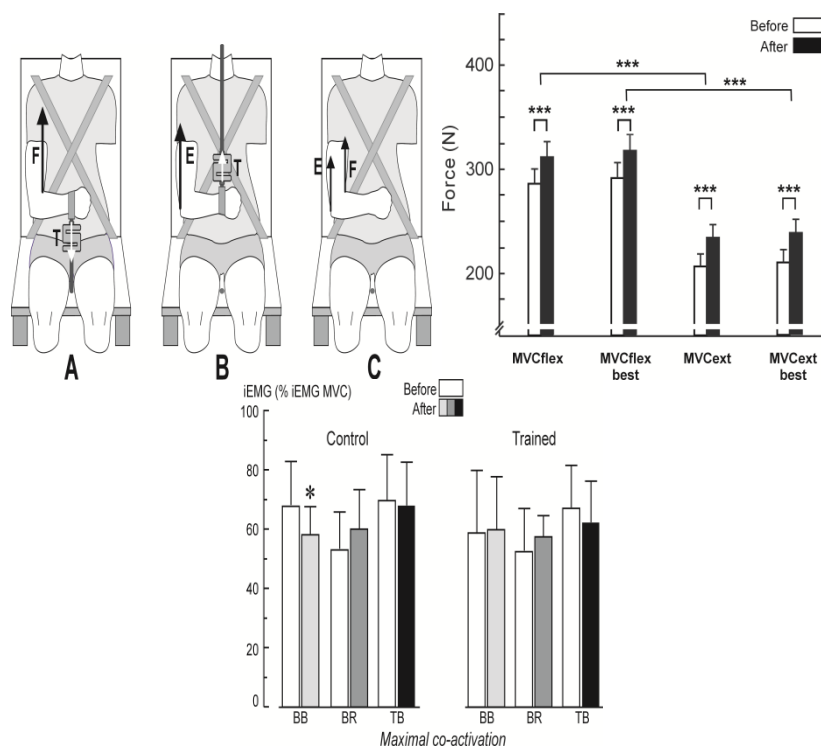 F
T
A
E
T
B
E
F
C
Before
After
Force (N)
400
300
200
***
***
***
***
***
***
MVCflex
MVCflex
best
MVCext
MVCext
best
iEMG (% iEMG MVC)
Before
After
100
80
60
40
20
0
Control
Trained
*
BB
BR
TB
BB
BR
TB
Maximal co-activation